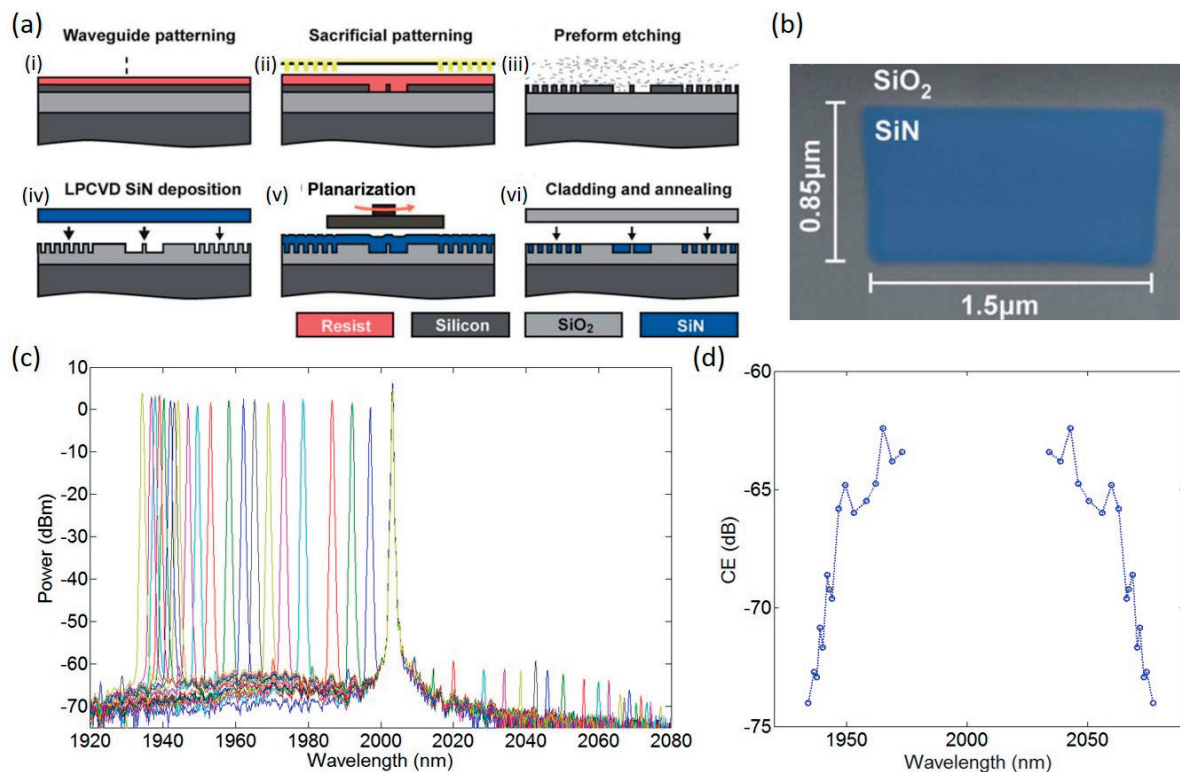 (a)
Waveguide patterning
Sacrificial patterning
Preform etching
(i)
(ii)
(iii)
LPCVD SiN deposition
Planarization
Cladding and annealing
(iv)
(v)
(vi)
Resist
Silicon
SiO2
SiN
(b)
SiO2
SiN
0.85μm
1.5μm
(c)
10
0
-10
-20
-30
-40
-50
-60
-70
Power (dBm)
1920 1940 1960 1980 2000 2020 2040 2060 2080
Wavelength (nm)
(d)
-60
-65
-70
-75
CE (dB)
1950 2000 2050
Wavelength (nm)